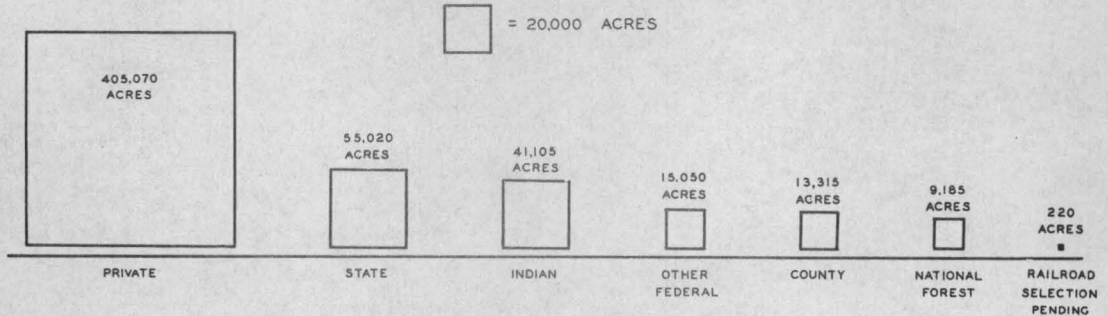 = 20,000 ACRES
405,070
ACRES
55,020
ACRES
41,105
ACRES
15,050
ACRES
13,315
ACRES
9,185
ACRES
220
ACRES
PRIVATE
STATE
INDIAN
OTHER
FEDERAL
COUNTY
NATIONAL
FOREST
RAILROAD
SELECTION
PENDING